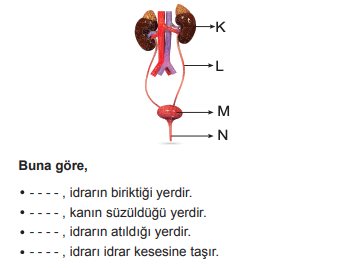 K
L
M
N
Buna göre,
• - - - - , idrarın biriktiği yerdir.
• - - - - , kanın süzüldüğü yerdir.
• - - - - , idrarın atıldığı yerdir.
• - - - - , idrarı idrar kesesine taşır.